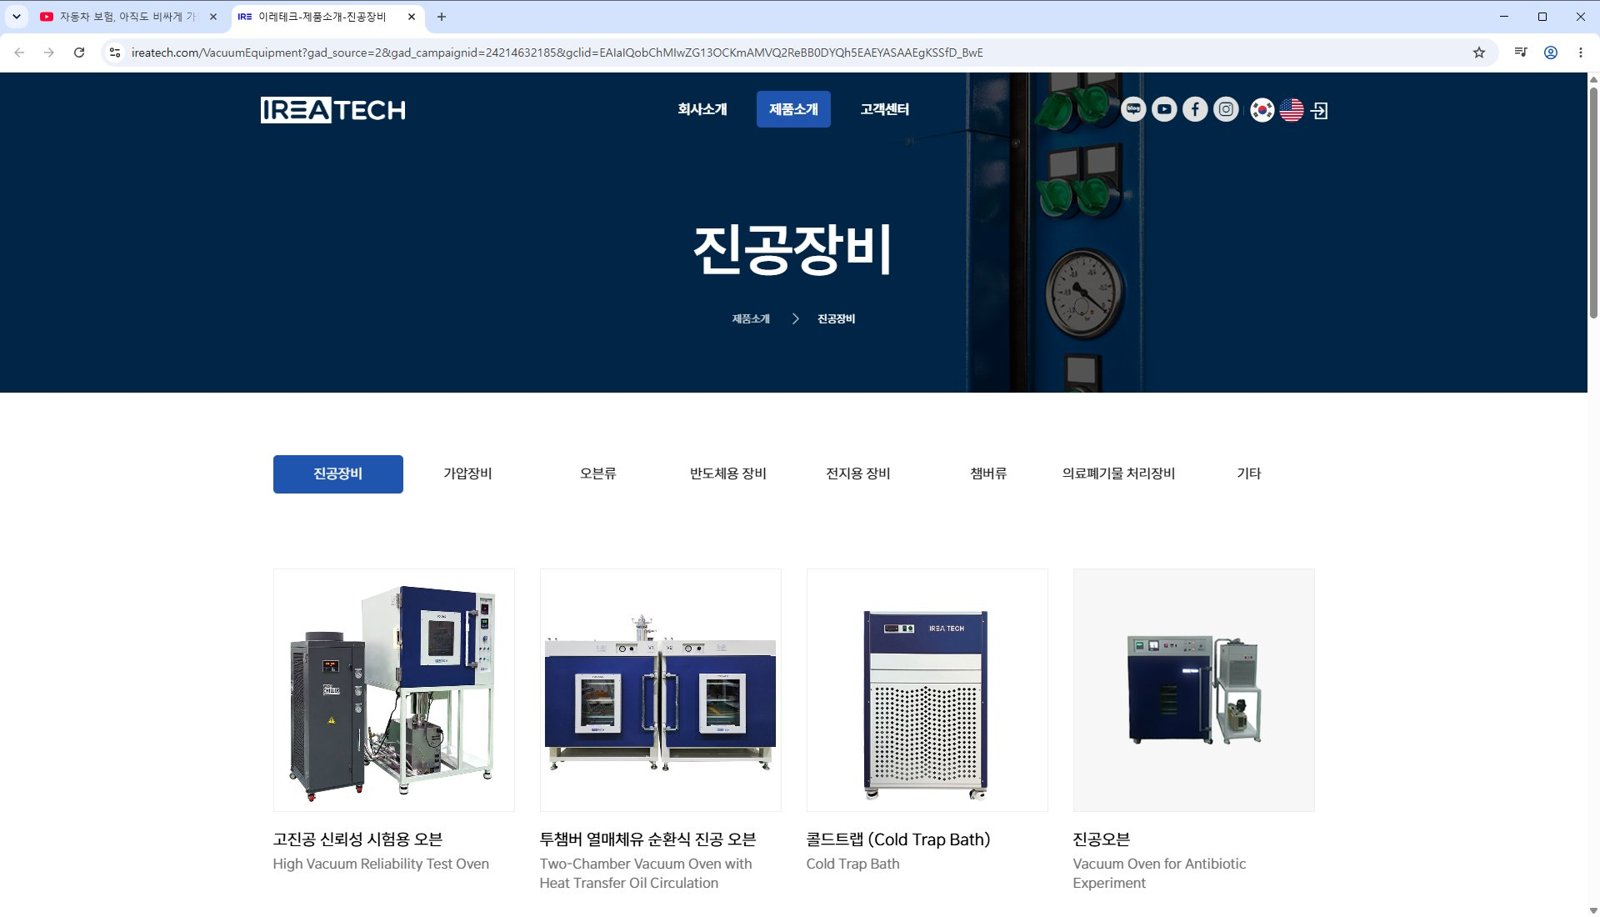 자동차 보험, 아직도 비싸게 가
IRE 이레테크-제품소개-진공장비
ireatech.com/VacuumEquipment?gad_source=2&gad_campaignid=24214632185&gclid=EAIaIQobChMIwZG13OCKmAMVQ2ReBB0DYQh5EAEYASAAEgKSSfD_BwE
IREA TECH
회사소개
제품소개
고객센터
blog
진공장비
제품소개
진공장비
진공장비
가압장비
오븐류
반도체용 장비
전지용 장비
챔버류
의료폐기물 처리장비
기타
IREA TECH
고진공 신뢰성 시험용 오븐
High Vacuum Reliability Test Oven
투챔버 열매체유 순환식 진공 오븐
Two-Chamber Vacuum Oven with
Heat Transfer Oil Circulation
콜드트랩 (Cold Trap Bath)
Cold Trap Bath
진공오븐
Vacuum Oven for Antibiotic
Experiment